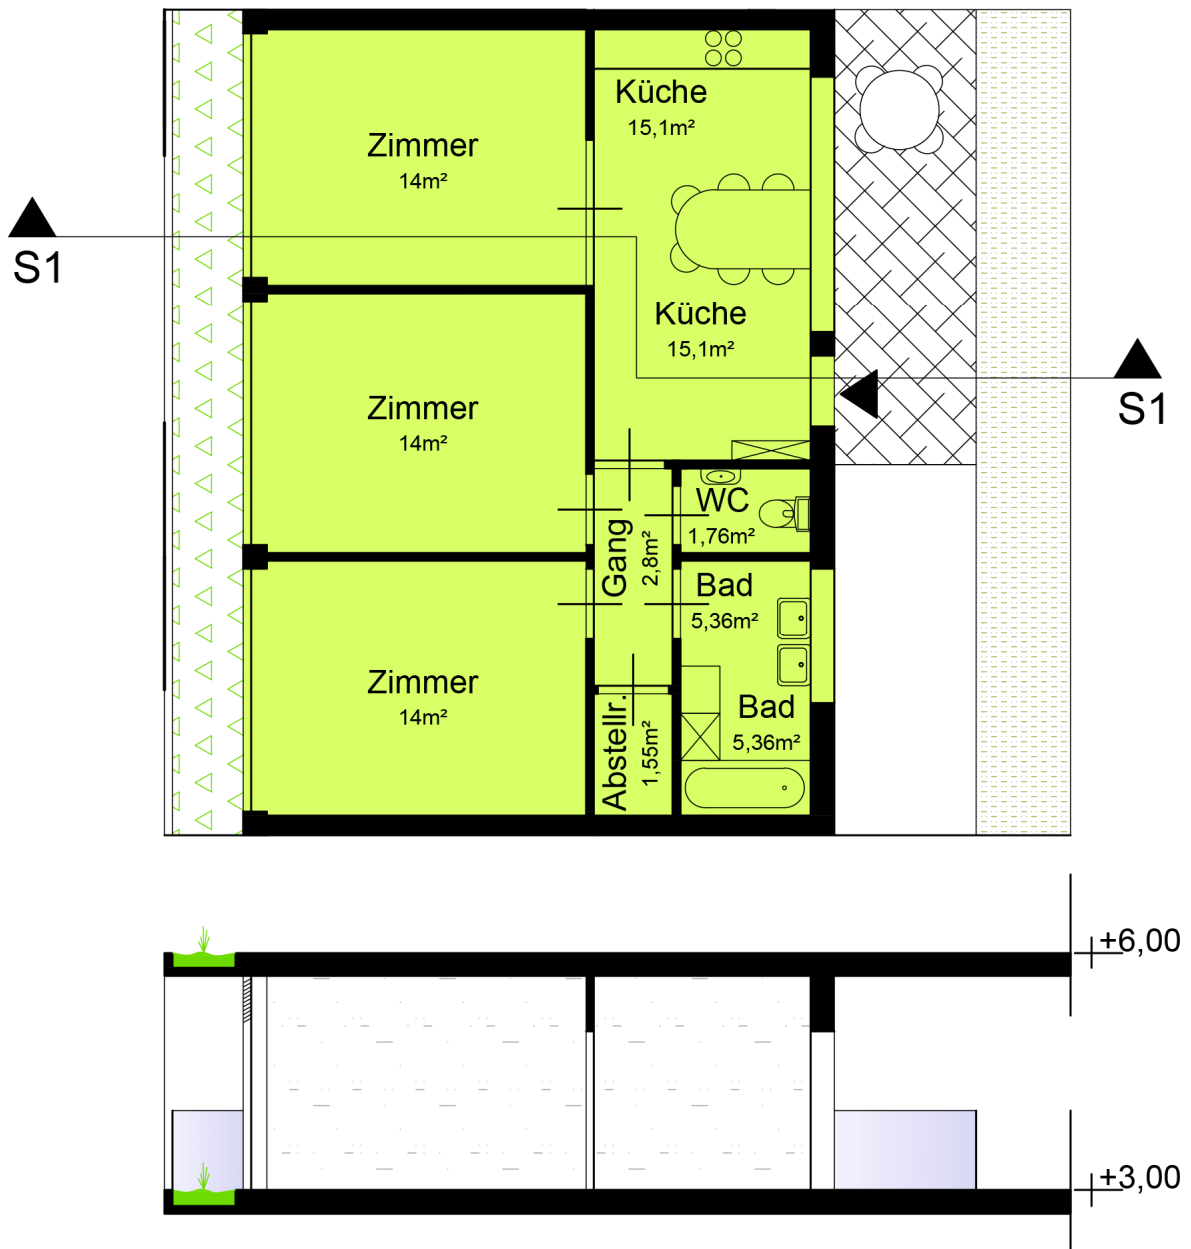 Küche
15,1m²
Zimmer
14m²
S1
Küche
15,1m²
Zimmer
14m²
S1
WC
1,76m²
Gang
2,8m²
Bad
5,36m²
Zimmer
14m²
Abstellr.
1,55m²
Bad
5,36m²
+6,00
+3,00